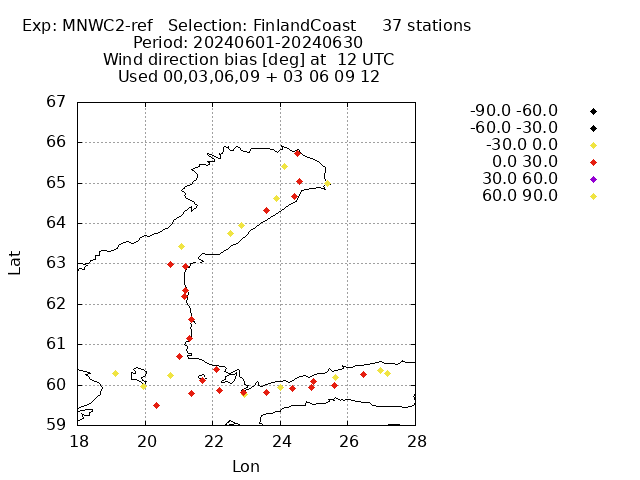 Exp: MNWC2-ref   Selection: FinlandCoast     37 stations
Period: 20240601-20240630
Wind direction bias [deg] at  12 UTC
Used 00,03,06,09 + 03 06 09 12
-90.0 -60.0
-60.0 -30.0
-30.0 0.0
0.0 30.0
30.0 60.0
60.0 90.0
67
66
65
64
63
62
61
60
59
Lat
18 20 22 24 26 28
Lon